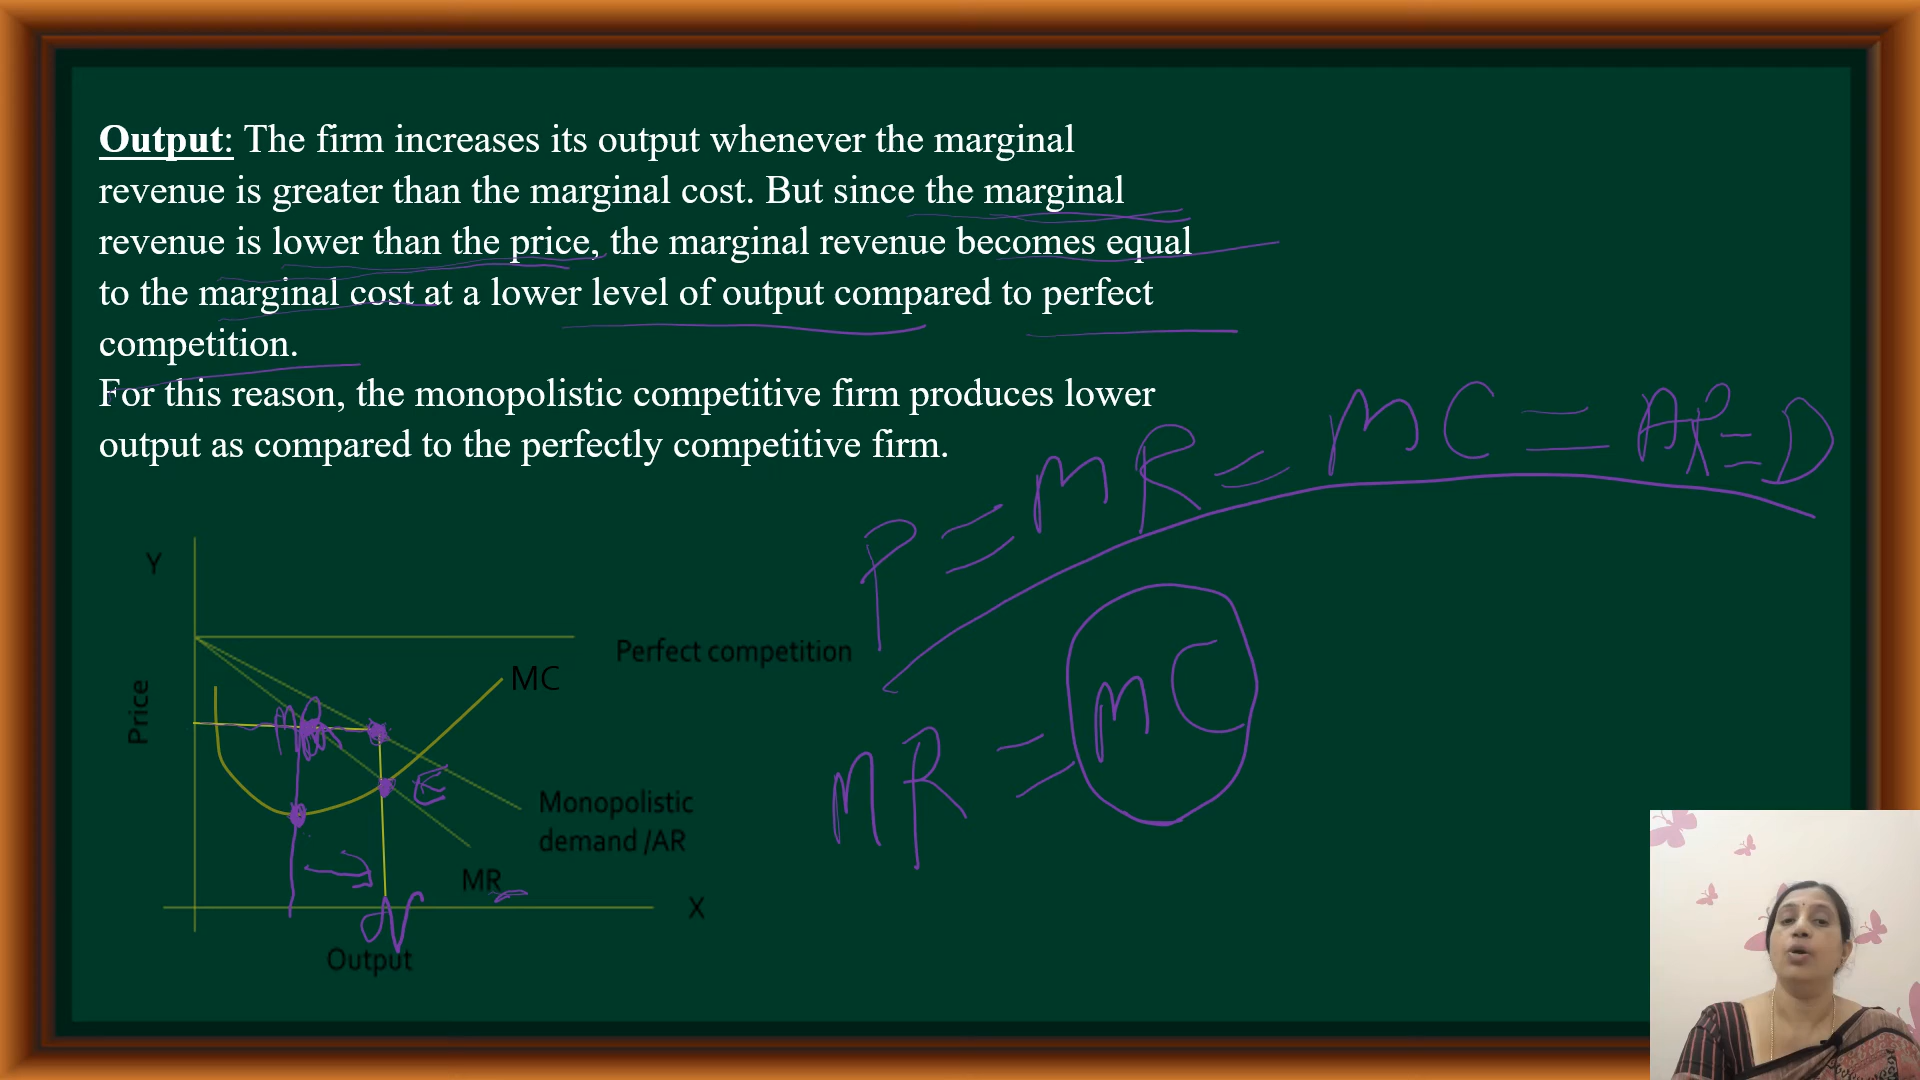 Output: The firm increases its output whenever the marginal
revenue is greater than the marginal cost. But since the marginal
revenue is lower than the price, the marginal revenue becomes equal
to the marginal cost at a lower level of output compared to perfect
competition.
For this reason, the monopolistic competitive firm produces lower
output as compared to the perfectly competitive firm.
P = MR = MC = AR = D
MR = MC
Y
Perfect competition
MC
Price
E
Monopolistic
demand /AR
MR
X
Output